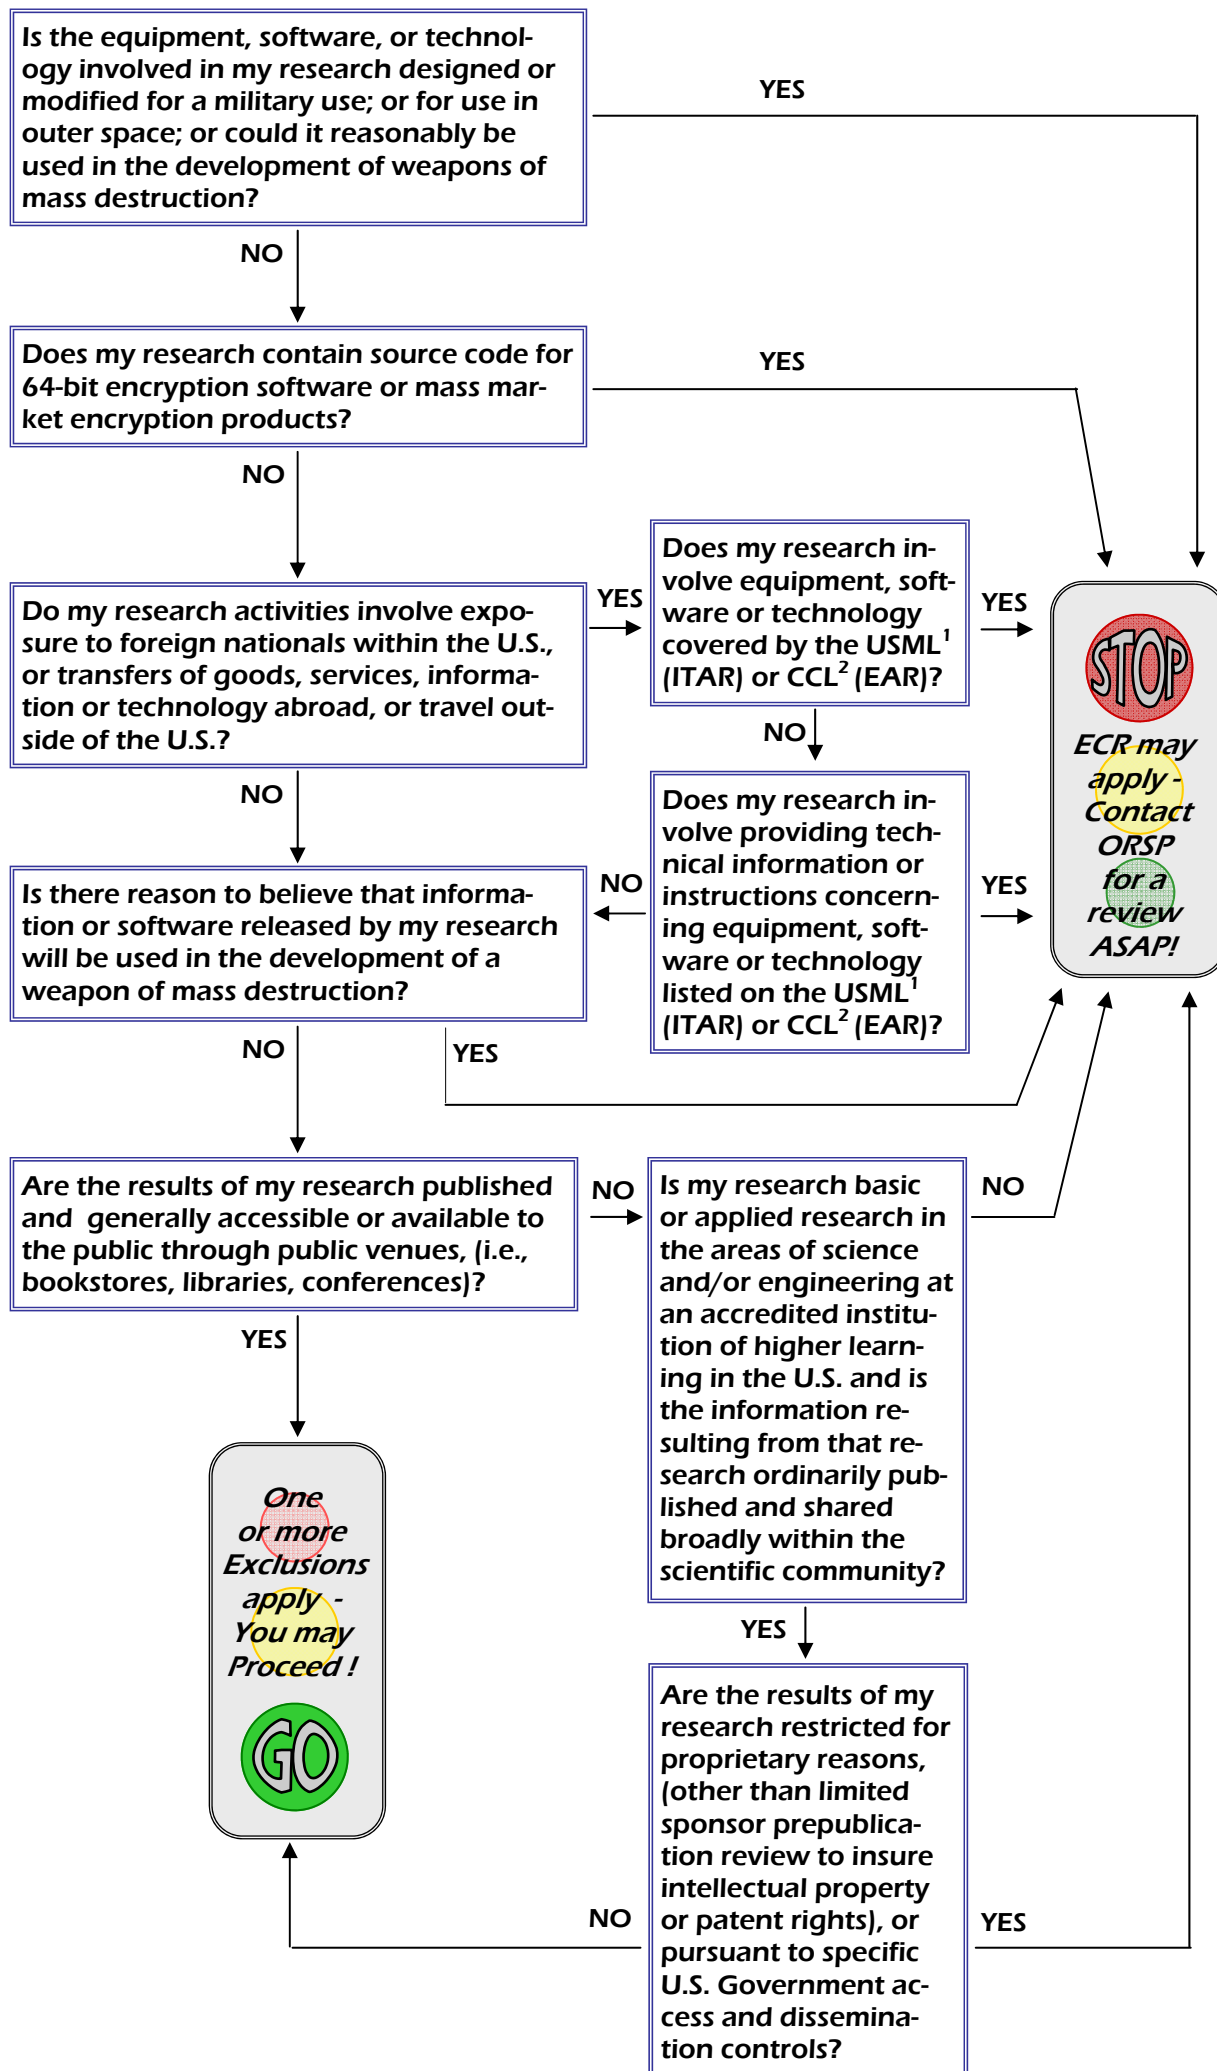 Is the equipment, software, or technol-
ogy involved in my research designed or
modified for a military use; or for use in
outer space; or could it reasonably be
used in the development of weapons of
mass destruction?
YES
NO
Does my research contain source code for
64-bit encryption software or mass mar-
ket encryption products?
YES
NO
Do my research activities involve expo-
sure to foreign nationals within the U.S.,
or transfers of goods, services, informa-
tion or technology abroad, or travel out-
side of the U.S.?
YES
Does my research in-
volve equipment, soft-
ware or technology
covered by the USML¹
(ITAR) or CCL² (EAR)?
YES
NO
NO
Does my research in-
volve providing tech-
nical information or
instructions concern-
ing equipment, soft-
ware or technology
listed on the USML¹
(ITAR) or CCL² (EAR)?
YES
NO
STOP
ECR may
apply -
Contact
ORSP
for a
review
ASAP!
Is there reason to believe that informa-
tion or software released by my research
will be used in the development of a
weapon of mass destruction?
NO
YES
Are the results of my research published
and  generally accessible or available to
the public through public venues, (i.e.,
bookstores, libraries, conferences)?
NO
YES
Is my research basic
or applied research in
the areas of science
and/or engineering at
an accredited institu-
tion of higher learn-
ing in the U.S. and is
the information re-
sulting from that re-
search ordinarily pub-
lished and shared
broadly within the
scientific community?
NO
YES
One
or more
Exclusions
apply  -
You may
Proceed !
GO
Are the results of my
research restricted for
proprietary reasons,
(other than limited
sponsor prepublica-
tion review to insure
intellectual property
or patent rights), or
pursuant to specific
U.S. Government ac-
cess and dissemina-
tion controls?
NO
YES